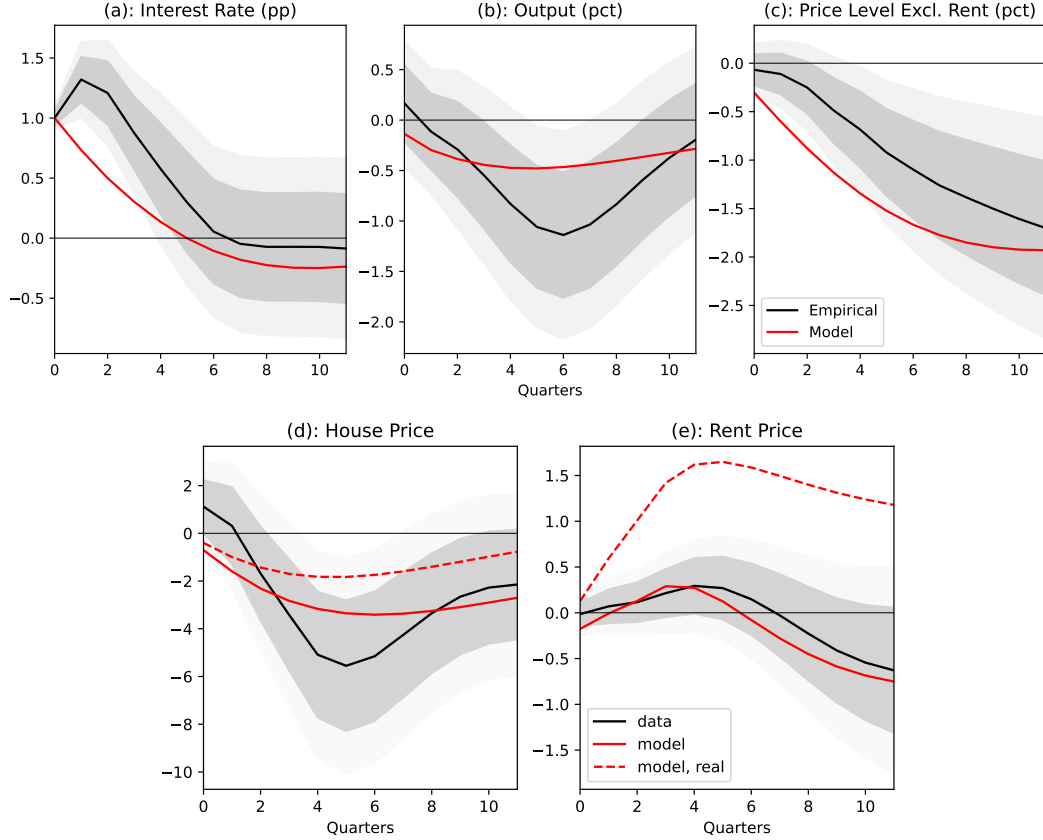 (a): Interest Rate (pp)
(b): Output (pct)
(c): Price Level Excl. Rent (pct)
1.5
1.0
0.5
0.0
−0.5
0 2 4 6 8 10
0.5
0.0
−0.5
−1.0
−1.5
−2.0
0 2 4 6 8 10
Quarters
0.0
−0.5
−1.0
−1.5
−2.0
−2.5
Empirical
Model
0 2 4 6 8 10
(d): House Price
2
0
−2
−4
−6
−8
−10
0 2 4 6 8 10
Quarters
(e): Rent Price
1.5
1.0
0.5
0.0
−0.5
−1.0
−1.5
data
model
model, real
0 2 4 6 8 10
Quarters